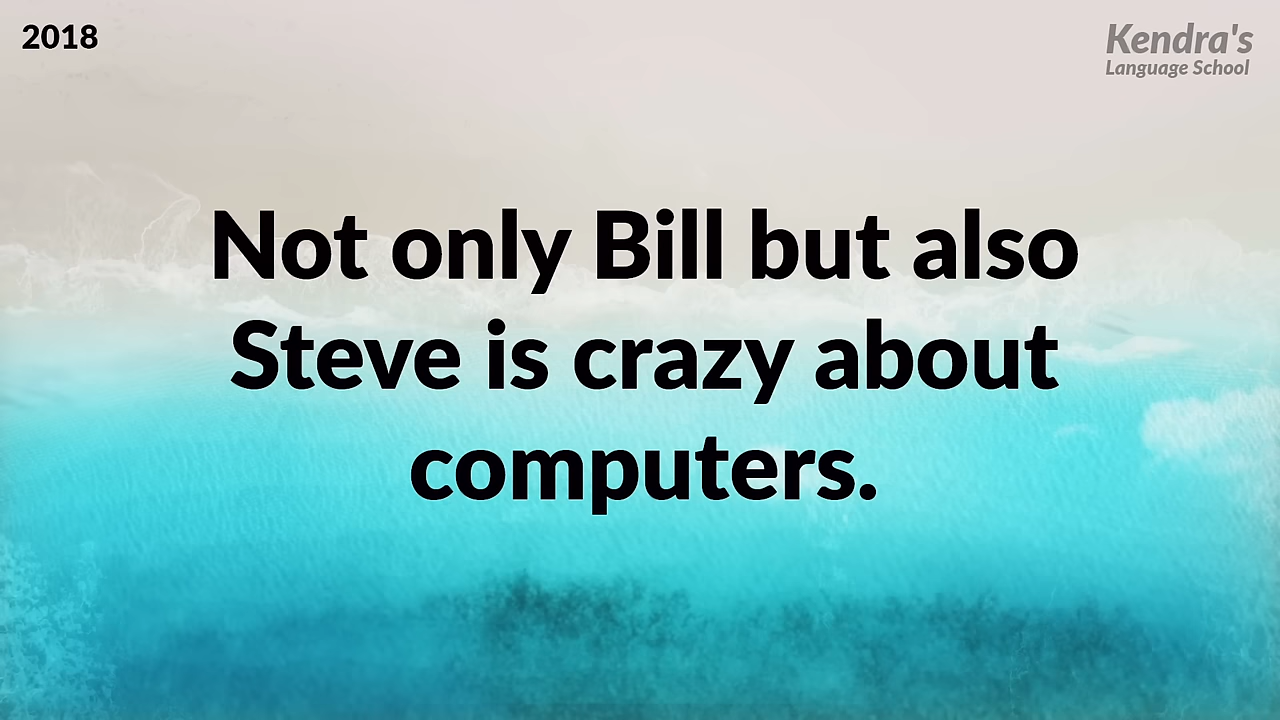 2018
Kendra's
Language School
Not only Bill but also
Steve is crazy about
computers.